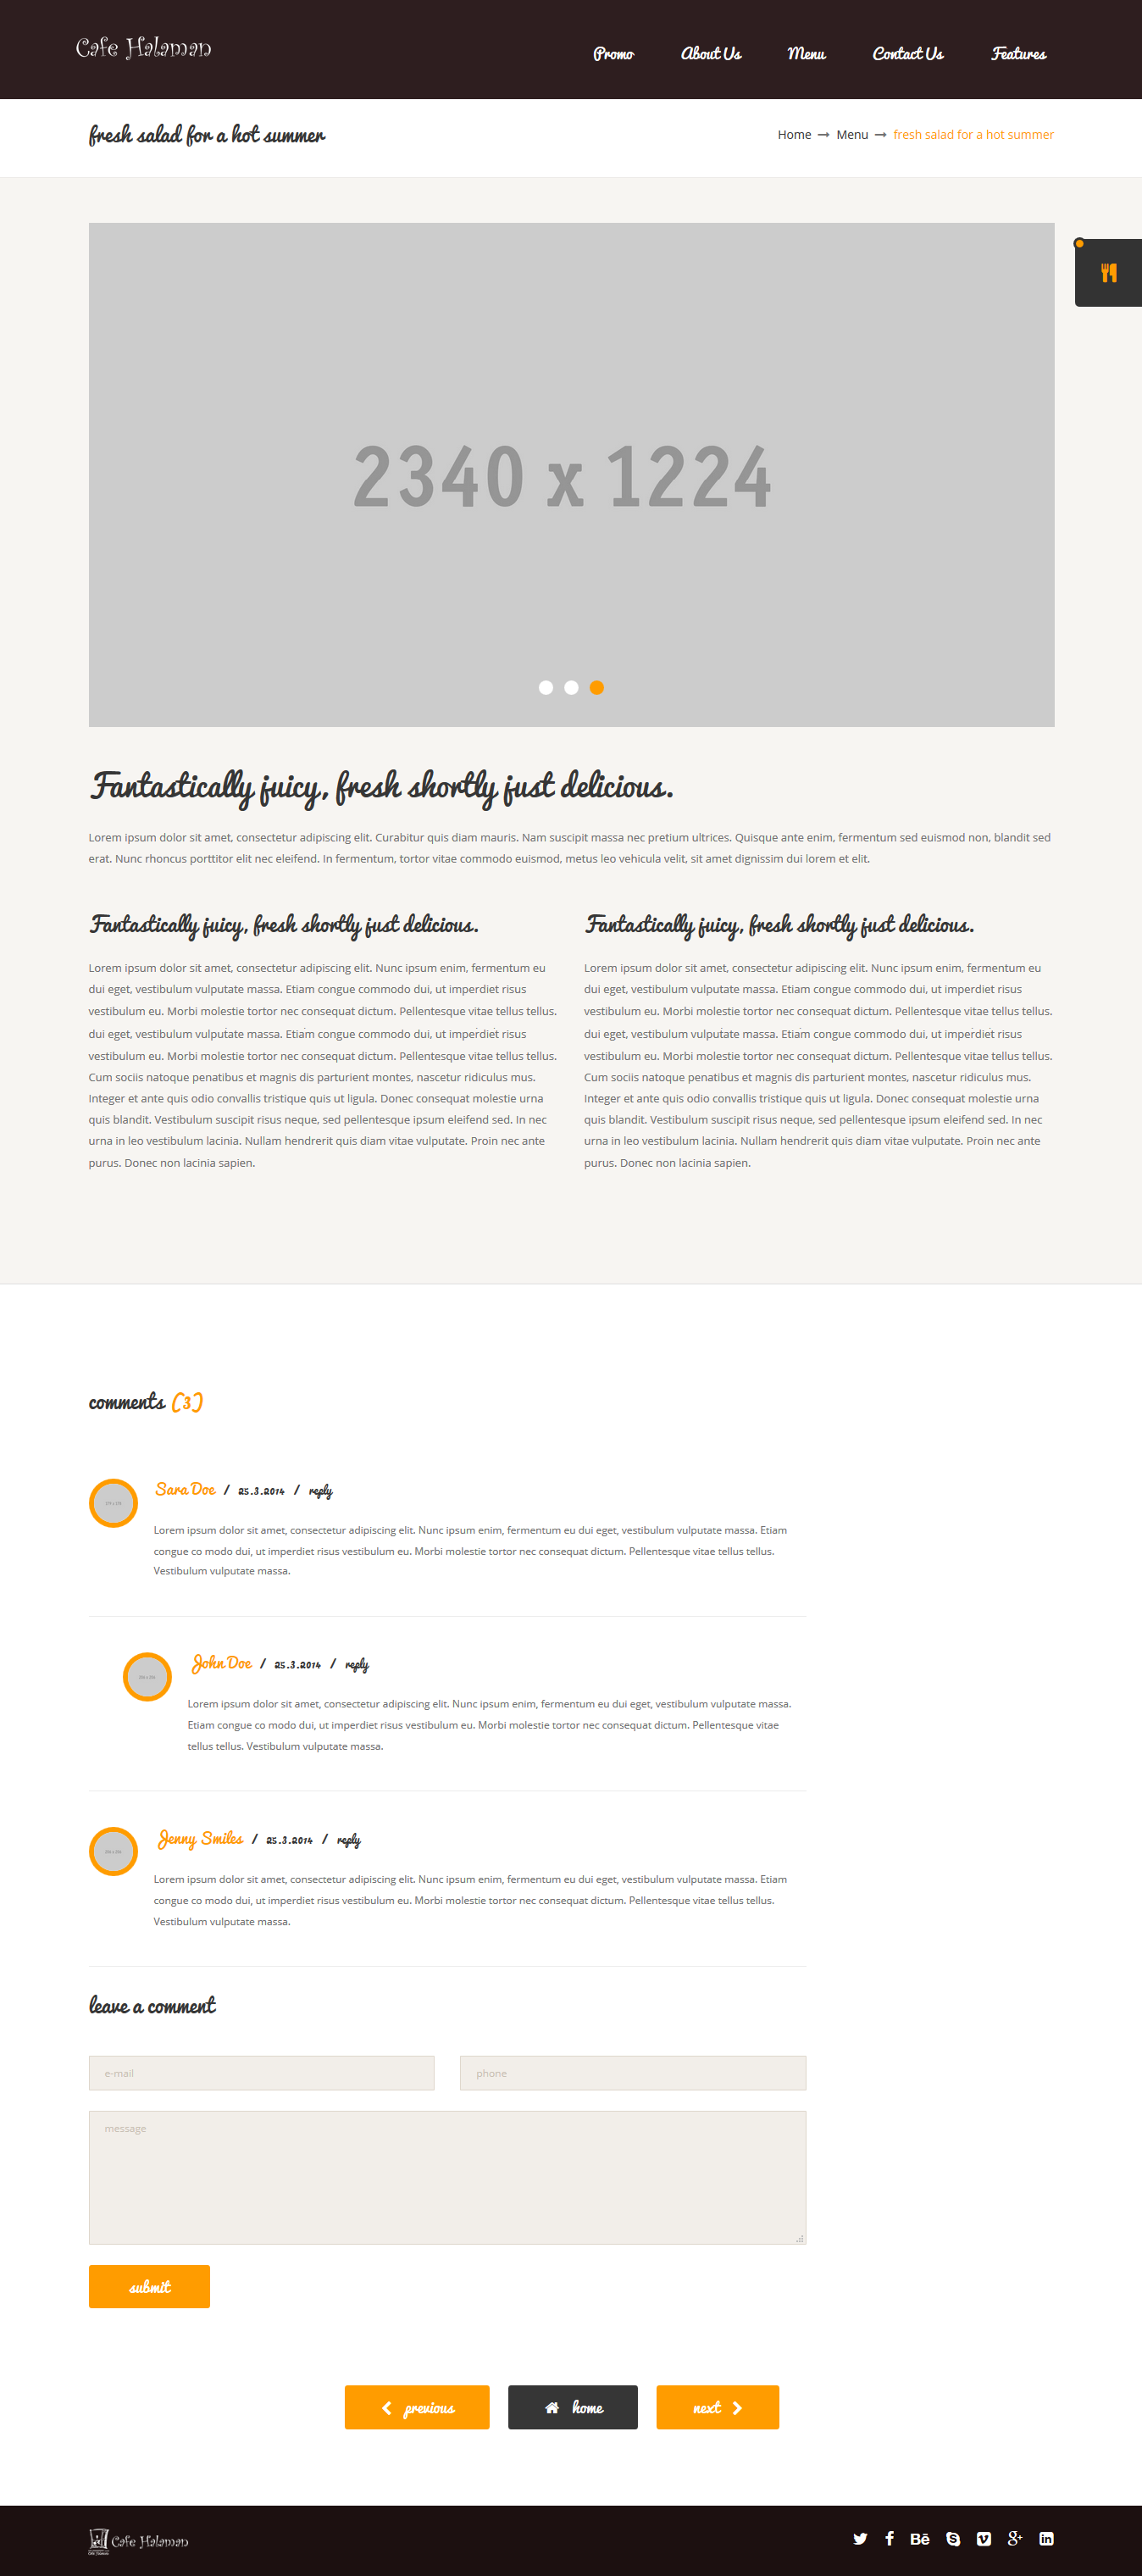 Cafe Halaman
Promo About Us Menu Contact Us Features
fresh salad for a hot summer
Home → Menu → fresh salad for a hot summer
2340 x 1224
Fantastically juicy, fresh shortly just delicious.
Lorem ipsum dolor sit amet, consectetur adipiscing elit. Curabitur quis diam mauris. Nam suscipit massa nec pretium ultrices. Quisque ante enim, fermentum sed euismod non, blandit sed
erat. Nunc rhoncus porttitor elit nec eleifend. In fermentum, tortor vitae commodo euismod, metus leo vehicula velit, sit amet dignissim dui lorem et elit.
Fantastically juicy, fresh shortly just delicious.
Lorem ipsum dolor sit amet, consectetur adipiscing elit. Nunc ipsum enim, fermentum eu
dui eget, vestibulum vulputate massa. Etiam congue commodo dui, ut imperdiet risus
vestibulum eu. Morbi molestie tortor nec consequat dictum. Pellentesque vitae tellus tellus.
dui eget, vestibulum vulputate massa. Etiam congue commodo dui, ut imperdiet risus
vestibulum eu. Morbi molestie tortor nec consequat dictum. Pellentesque vitae tellus tellus.
Cum sociis natoque penatibus et magnis dis parturient montes, nascetur ridiculus mus.
Integer et ante quis odio convallis tristique quis ut ligula. Donec consequat molestie urna
quis blandit. Vestibulum suscipit risus neque, sed pellentesque ipsum eleifend sed. In nec
urna in leo vestibulum lacinia. Nullam hendrerit quis diam vitae vulputate. Proin nec ante
purus. Donec non lacinia sapien.
Fantastically juicy, fresh shortly just delicious.
Lorem ipsum dolor sit amet, consectetur adipiscing elit. Nunc ipsum enim, fermentum eu
dui eget, vestibulum vulputate massa. Etiam congue commodo dui, ut imperdiet risus
vestibulum eu. Morbi molestie tortor nec consequat dictum. Pellentesque vitae tellus tellus.
dui eget, vestibulum vulputate massa. Etiam congue commodo dui, ut imperdiet risus
vestibulum eu. Morbi molestie tortor nec consequat dictum. Pellentesque vitae tellus tellus.
Cum sociis natoque penatibus et magnis dis parturient montes, nascetur ridiculus mus.
Integer et ante quis odio convallis tristique quis ut ligula. Donec consequat molestie urna
quis blandit. Vestibulum suscipit risus neque, sed pellentesque ipsum eleifend sed. In nec
urna in leo vestibulum lacinia. Nullam hendrerit quis diam vitae vulputate. Proin nec ante
purus. Donec non lacinia sapien.
comments (3)
Sara Doe / 25.3.2014 / reply
Lorem ipsum dolor sit amet, consectetur adipiscing elit. Nunc ipsum enim, fermentum eu dui eget, vestibulum vulputate massa. Etiam
congue co modo dui, ut imperdiet risus vestibulum eu. Morbi molestie tortor nec consequat dictum. Pellentesque vitae tellus tellus.
Vestibulum vulputate massa.
John Doe / 25.3.2014 / reply
Lorem ipsum dolor sit amet, consectetur adipiscing elit. Nunc ipsum enim, fermentum eu dui eget, vestibulum vulputate massa.
Etiam congue co modo dui, ut imperdiet risus vestibulum eu. Morbi molestie tortor nec consequat dictum. Pellentesque vitae
tellus tellus. Vestibulum vulputate massa.
Jenny Smiles / 25.3.2014 / reply
Lorem ipsum dolor sit amet, consectetur adipiscing elit. Nunc ipsum enim, fermentum eu dui eget, vestibulum vulputate massa. Etiam
congue co modo dui, ut imperdiet risus vestibulum eu. Morbi molestie tortor nec consequat dictum. Pellentesque vitae tellus tellus.
Vestibulum vulputate massa.
leave a comment
e-mail phone
message
submit
previous home next
Cafe Halaman